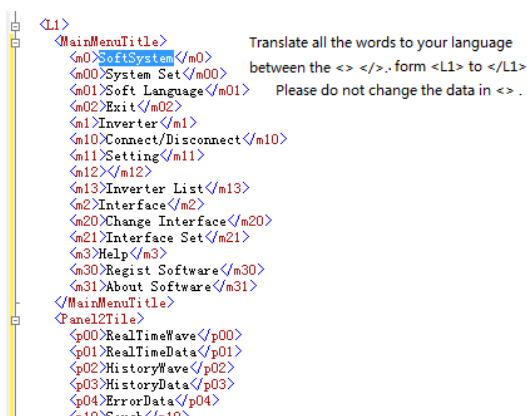 <L1>
<MainMenuTitle>
<m0>SoftSystem</m0>
<m00>System Set</m00>
<m01>Soft Language</m01>
<m02>Exit</m02>
<m1>Inverter</m1>
<m10>Connect/Disconnect</m10>
<m11>Setting</m11>
<m12></m12>
<m13>Inverter List</m13>
<m2>Interface</m2>
<m20>Change Interface</m20>
<m21>Interface Set</m21>
<m3>Help</m3>
<m30>Regist Software</m30>
<m31>About Software</m31>
</MainMenuTitle>
<Panel2Tile>
<p00>RealTimeWave</p00>
<p01>RealTimeData</p01>
<p02>HistoryWave</p02>
<p03>HistoryData</p03>
<p04>ErrorData</p04>
Translate all the words to your language
between the <> </>.. form <L1> to </L1>
Please do not change the data in <> .